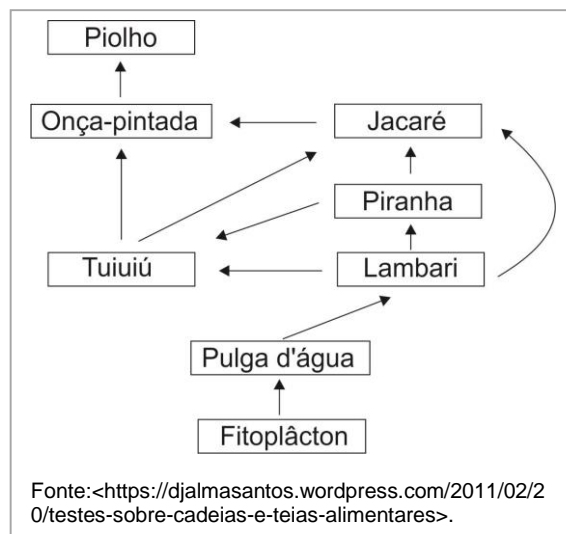 Piolho
Onça-pintada
Jacaré
Piranha
Tuiuiú
Lambari
Pulga d'água
Fitoplâcton
Fonte:<https://djalmasantos.wordpress.com/2011/02/2
0/testes-sobre-cadeias-e-teias-alimentares>.